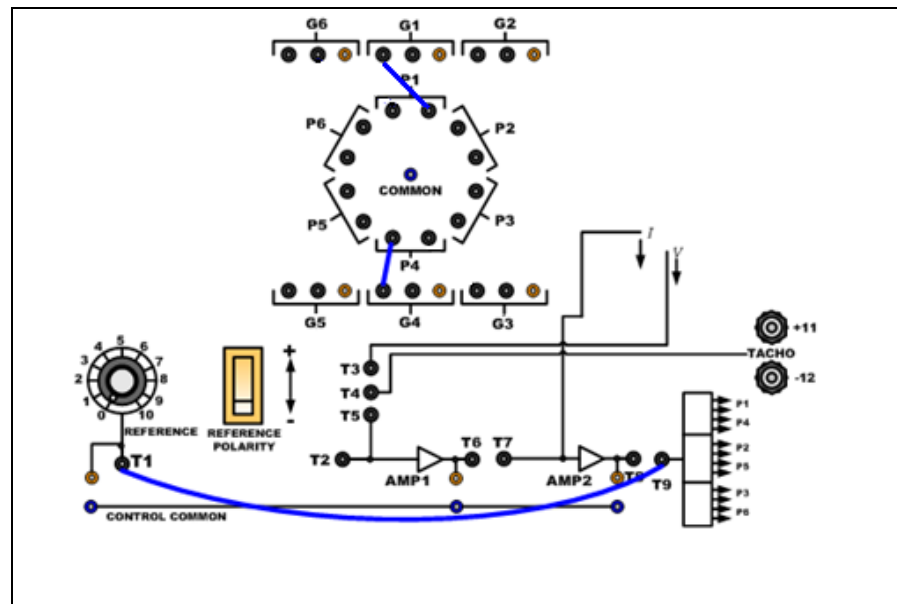 G6 G1 G2
P1
P6 P2
COMMON
P5 P3
P4
G5 G4 G3
I
V
+11
TACHO
-12
0 1 2 3 4 5 6 7 8 9 10
REFERENCE
+
-
REFERENCE
POLARITY
T3
T4
T5
T1
T2 AMP1 T6 T7 AMP2 T8 T9
P1
P4
P2
P5
P3
P6
CONTROL COMMON